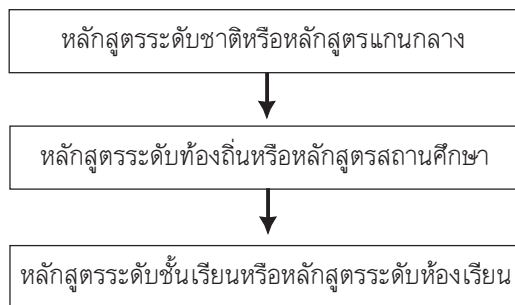 หลักสูตรระดับชาติหรือหลักสูตรแกนกลาง
หลักสูตรระดับท้องถิ่นหรือหลักสูตรสถานศึกษา
หลักสูตรระดับชั้นเรียนหรือหลักสูตรระดับห้องเรียน